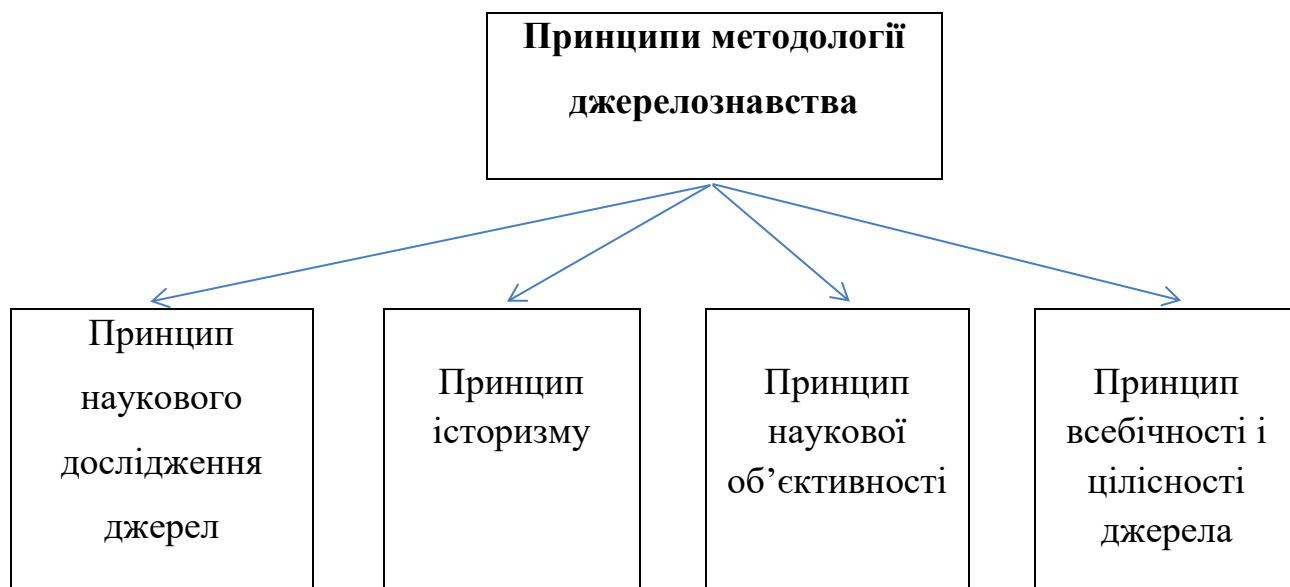 Принципи методології
джерелознавства
Принцип
наукового
дослідження
джерел
Принцип
історизму
Принцип
наукової
об’єктивності
Принцип
всебічності і
цілісності
джерела